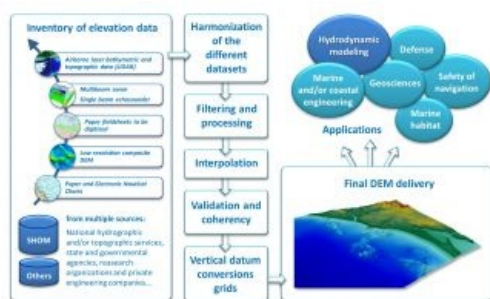 Inventory of elevation data
Airborne laser bathymetric and
topographic data (LIDAR)
Multibeam sonar
Single beam echosounder
Paper fieldsheets to be
digitized
Low resolution composite
DEM
Paper and Electronic Nautical
Charts
SHOM
Others
from multiple sources:
National hydrographic
and/or topographic services,
state and governmental
agencies, research
organizations and private
engineering companies...
Harmonization
of the
different
datasets
Filtering and
processing
Interpolation
Validation and
coherency
Vertical datum
conversions
grids
Hydrodynamic
modeling
Defense
Marine
and/or coastal
engineering
Geosciences
Safety of
navigation
Marine
habitat
Applications
Final DEM delivery